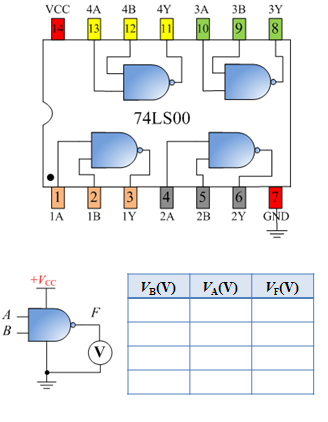 VCC 4A 4B 4Y 3A 3B 3Y
14 13 12 11 10 9 8
74LS00
1 2 3 4 5 6 7
1A 1B 1Y 2A 2B 2Y GND
+VCC
A
B
F
V
VB(V) VA(V) VF(V)